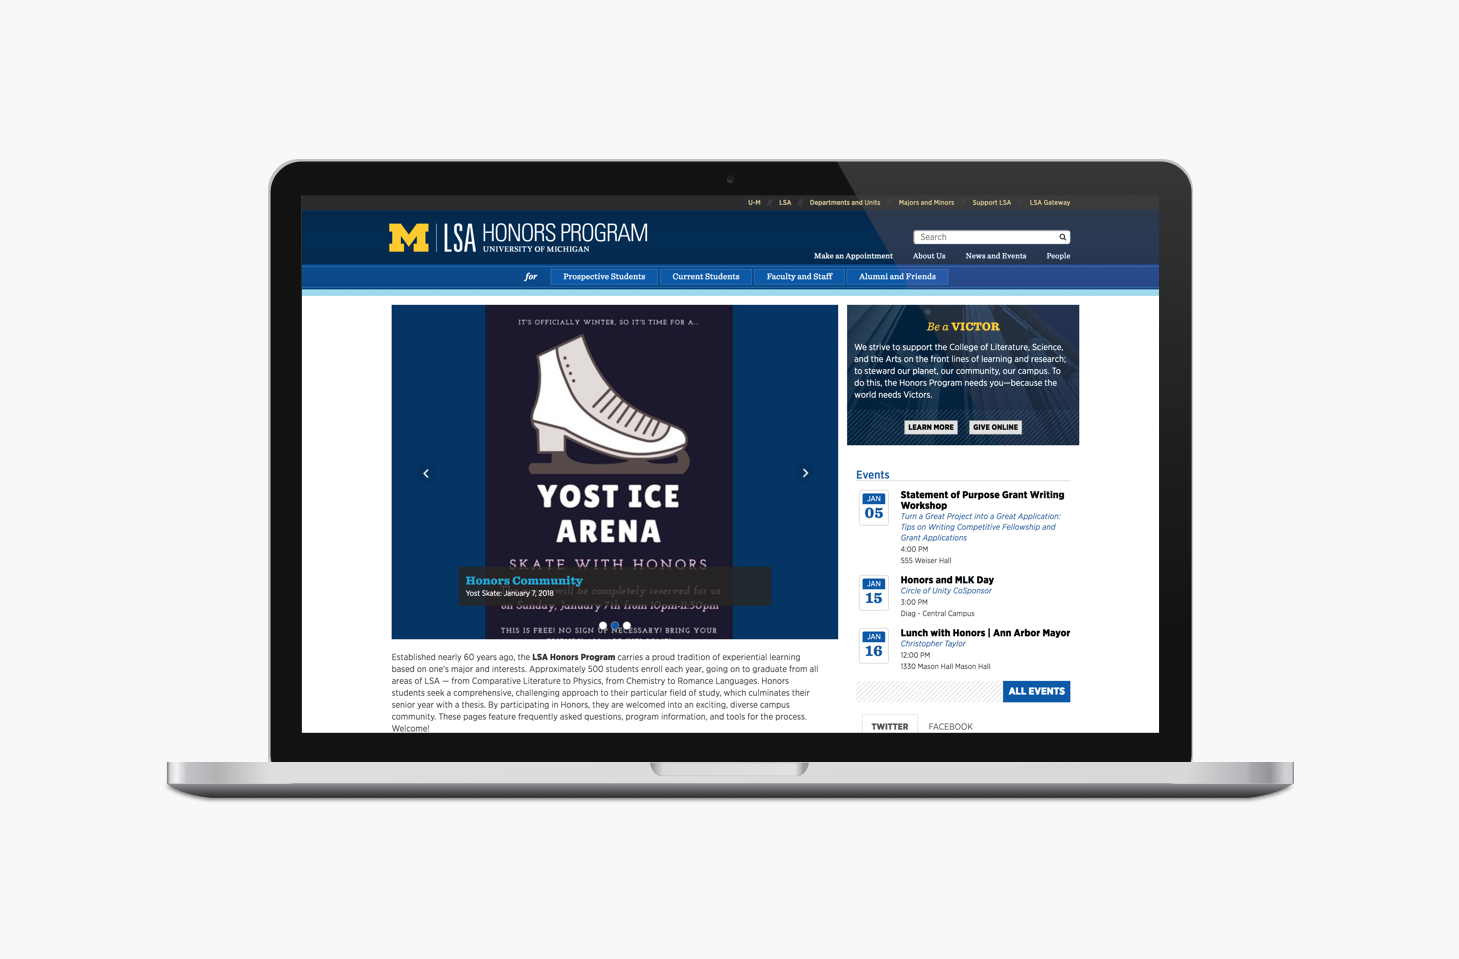 U-M // LSA // Departments and Units // Majors and Minors // Support LSA // LSA Gateway
M LSA HONORS PROGRAM
UNIVERSITY OF MICHIGAN
Search
Make an Appointment About Us News and Events People
for Prospective Students Current Students Faculty and Staff Alumni and Friends
IT'S OFFICIALLY WINTER, SO IT'S TIME FOR A...
YOST ICE
ARENA
SKATE WITH HONORS
will be completely reserved for us
on Sunday, January 7th from 10pm-11:50pm
Honors Community
Yost Skate: January 7, 2018
THIS IS FREE! NO SIGN UP NECESSARY! BRING YOUR
Established nearly 60 years ago, the LSA Honors Program carries a proud tradition of experiential learning
based on one's major and interests. Approximately 500 students enroll each year, going on to graduate from all
areas of LSA — from Comparative Literature to Physics, from Chemistry to Romance Languages. Honors
students seek a comprehensive, challenging approach to their particular field of study, which culminates their
senior year with a thesis. By participating in Honors, they are welcomed into an exciting, diverse campus
community. These pages feature frequently asked questions, program information, and tools for the process.
Welcome!
Be a VICTOR
We strive to support the College of Literature, Science,
and the Arts on the front lines of learning and research;
to steward our planet, our community, our campus. To
do this, the Honors Program needs you—because the
world needs Victors.
LEARN MORE GIVE ONLINE
Events
JAN
05
Statement of Purpose Grant Writing
Workshop
Turn a Great Project into a Great Application:
Tips on Writing Competitive Fellowship and
Grant Applications
4:00 PM
555 Weiser Hall
JAN
15
Honors and MLK Day
Circle of Unity CoSponsor
3:00 PM
Diag - Central Campus
JAN
16
Lunch with Honors | Ann Arbor Mayor
Christopher Taylor
12:00 PM
1330 Mason Hall Mason Hall
ALL EVENTS
TWITTER FACEBOOK